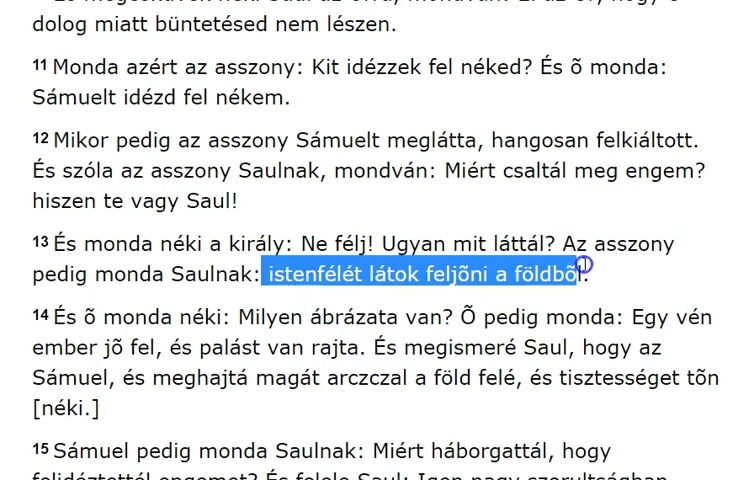 dolog miatt büntetésed nem lészen.
11 Monda azért az asszony: Kit idézzek fel néked? És õ monda:
Sámuelt idézd fel nékem.
12 Mikor pedig az asszony Sámuelt meglátta, hangosan felkiáltott.
És szóla az asszony Saulnak, mondván: Miért csaltál meg engem?
hiszen te vagy Saul!
13 És monda néki a király: Ne félj! Ugyan mit láttál? Az asszony
pedig monda Saulnak: istenfélét látok feljõni a földbõl.
14 És õ monda néki: Milyen ábrázata van? Õ pedig monda: Egy vén
ember jõ fel, és palást van rajta. És megismeré Saul, hogy az
Sámuel, és meghajtá magát arczczal a föld felé, és tisztességet tõn
[néki.]
15 Sámuel pedig monda Saulnak: Miért háborgattál, hogy